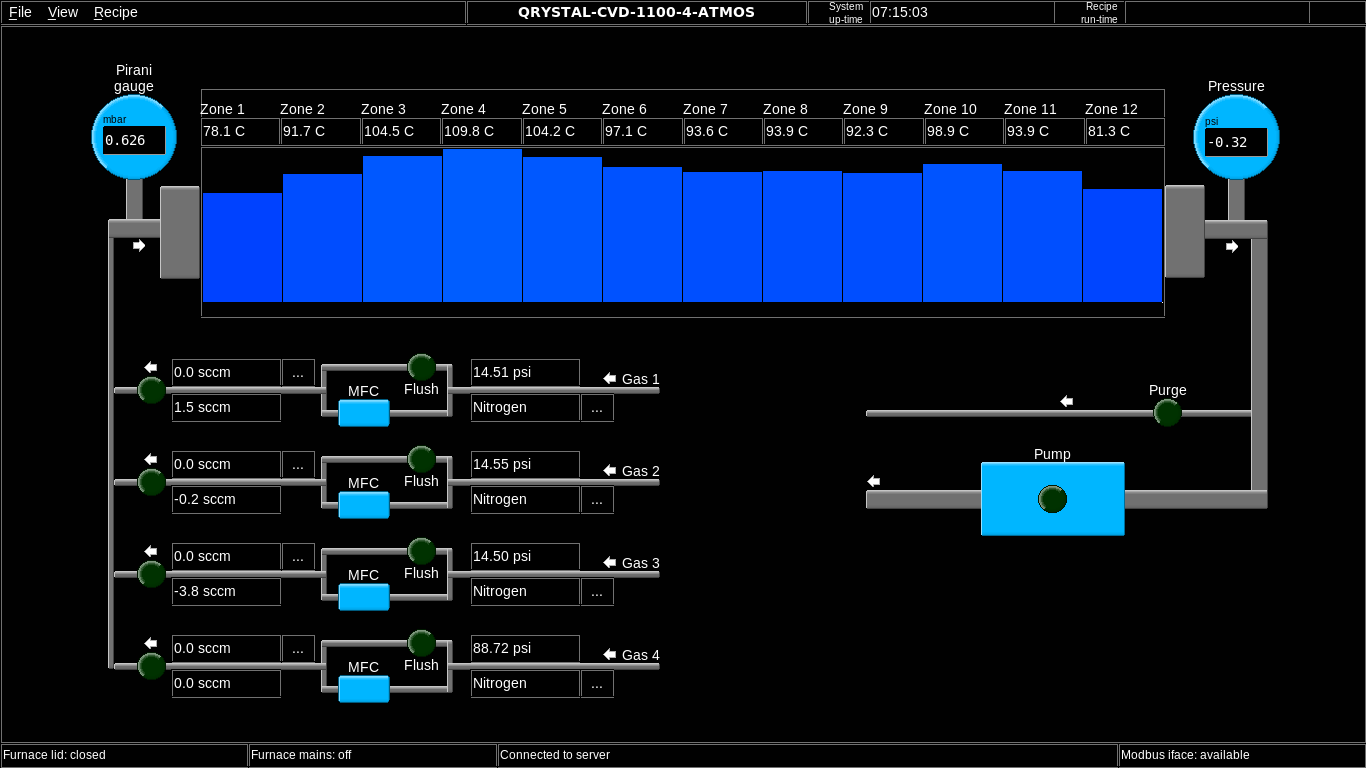 File View Recipe
QRYSTAL-CVD-1100-4-ATMOS
System
up-time
07:15:03
Recipe
run-time
Pirani
gauge
mbar
0.626
Zone 1 Zone 2 Zone 3 Zone 4 Zone 5 Zone 6 Zone 7 Zone 8 Zone 9 Zone 10 Zone 11 Zone 12
78.1 C 91.7 C 104.5 C 109.8 C 104.2 C 97.1 C 93.6 C 93.9 C 92.3 C 98.9 C 93.9 C 81.3 C
Pressure
psi
-0.32
0.0 sccm ... 14.51 psi Gas 1
MFC Flush
1.5 sccm Nitrogen ...
0.0 sccm ... 14.55 psi Gas 2
MFC Flush
-0.2 sccm Nitrogen ...
0.0 sccm ... 14.50 psi Gas 3
MFC Flush
-3.8 sccm Nitrogen ...
0.0 sccm ... 88.72 psi Gas 4
MFC Flush
0.0 sccm Nitrogen ...
Purge
Pump
Furnace lid: closed
Furnace mains: off
Connected to server
Modbus iface: available